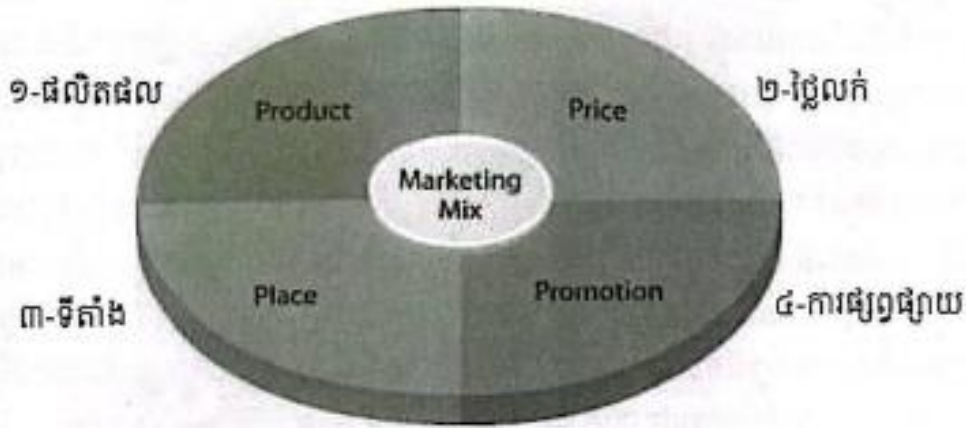 ១-ផលិតផល
Product
Price
២-ថ្លៃលក់
Marketing
Mix
៣-ទីតាំង
Place
Promotion
៤-ការផ្សព្វផ្សាយ